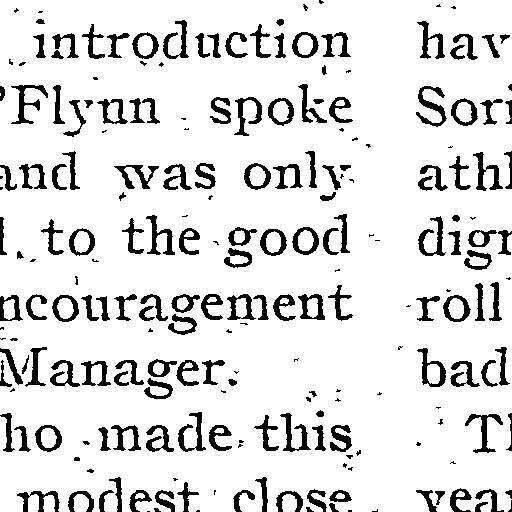 introduction
'Flynn spoke
and was only
to the good
ncouragement
Manager.
ho made this
modest close
hav
Sori
athl
dign
roll
bad
Th
year